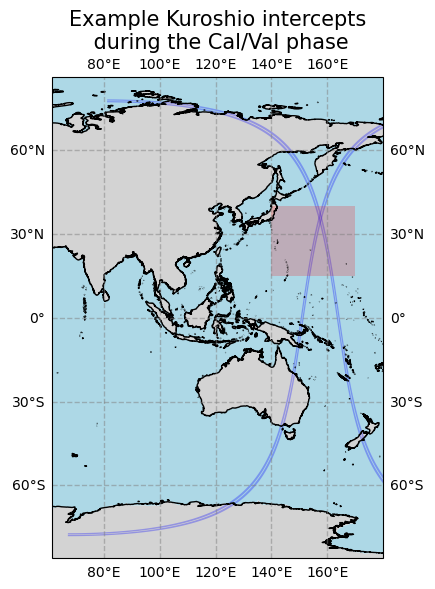 Example Kuroshio intercepts
during the Cal/Val phase
80°E 100°E 120°E 140°E 160°E
60°N 60°N
30°N 30°N
0° 0°
30°S 30°S
60°S 60°S
80°E 100°E 120°E 140°E 160°E